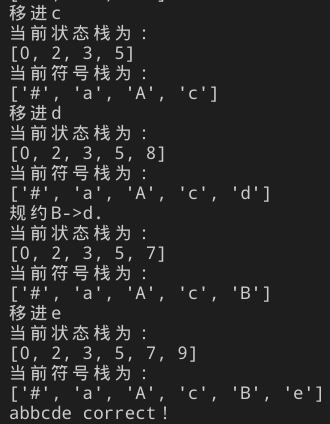 移进c
当前状态栈为：
[0, 2, 3, 5]
当前符号栈为：
['#', 'a', 'A', 'c']
移进d
当前状态栈为：
[0, 2, 3, 5, 8]
当前符号栈为：
['#', 'a', 'A', 'c', 'd']
规约B->d.
当前状态栈为：
[0, 2, 3, 5, 7]
当前符号栈为：
['#', 'a', 'A', 'c', 'B']
移进e
当前状态栈为：
[0, 2, 3, 5, 7, 9]
当前符号栈为：
['#', 'a', 'A', 'c', 'B', 'e']
abbcde correct！